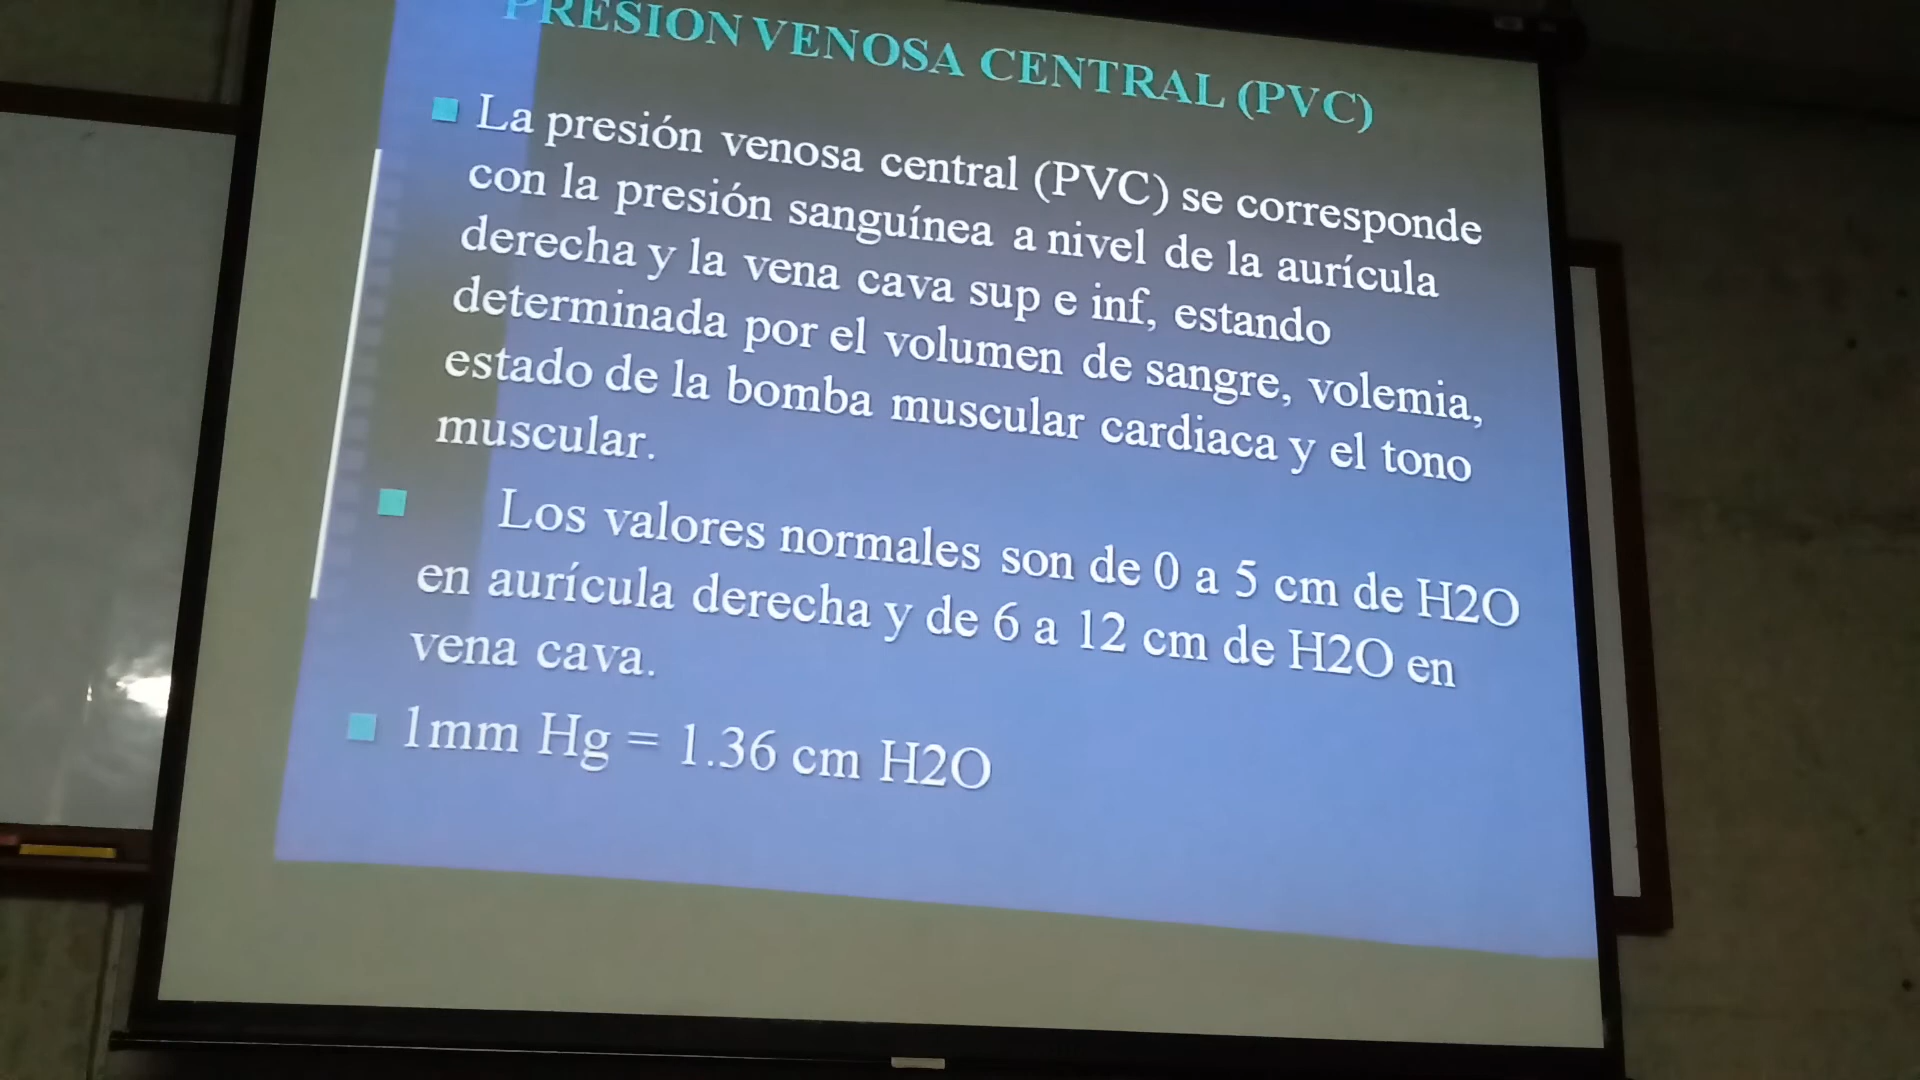 PRESION VENOSA CENTRAL (PVC)
La presión venosa central (PVC) se corresponde
con la presión sanguínea a nivel de la aurícula
derecha y la vena cava sup e inf, estando
determinada por el volumen de sangre, volemia,
estado de la bomba muscular cardiaca y el tono
muscular.
Los valores normales son de 0 a 5 cm de H2O
en aurícula derecha y de 6 a 12 cm de H2O en
vena cava.
1mm Hg = 1.36 cm H2O